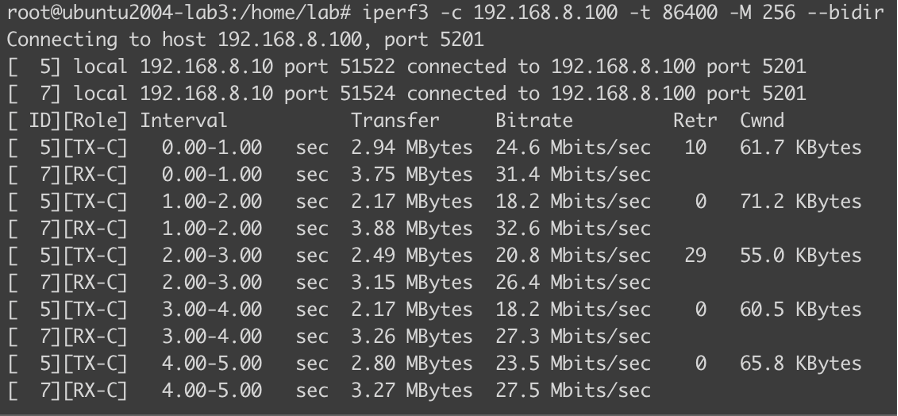 root@ubuntu2004-lab3:/home/lab# iperf3 -c 192.168.8.100 -t 86400 -M 256 --bidir
Connecting to host 192.168.8.100, port 5201
[  5] local 192.168.8.10 port 51522 connected to 192.168.8.100 port 5201
[  7] local 192.168.8.10 port 51524 connected to 192.168.8.100 port 5201
[ ID][Role] Interval           Transfer     Bitrate         Retr  Cwnd
[  5][TX-C]   0.00-1.00   sec  2.94 MBytes  24.6 Mbits/sec   10   61.7 KBytes
[  7][RX-C]   0.00-1.00   sec  3.75 MBytes  31.4 Mbits/sec
[  5][TX-C]   1.00-2.00   sec  2.17 MBytes  18.2 Mbits/sec    0   71.2 KBytes
[  7][RX-C]   1.00-2.00   sec  3.88 MBytes  32.6 Mbits/sec
[  5][TX-C]   2.00-3.00   sec  2.49 MBytes  20.8 Mbits/sec   29   55.0 KBytes
[  7][RX-C]   2.00-3.00   sec  3.15 MBytes  26.4 Mbits/sec
[  5][TX-C]   3.00-4.00   sec  2.17 MBytes  18.2 Mbits/sec    0   60.5 KBytes
[  7][RX-C]   3.00-4.00   sec  3.26 MBytes  27.3 Mbits/sec
[  5][TX-C]   4.00-5.00   sec  2.80 MBytes  23.5 Mbits/sec    0   65.8 KBytes
[  7][RX-C]   4.00-5.00   sec  3.27 MBytes  27.5 Mbits/sec